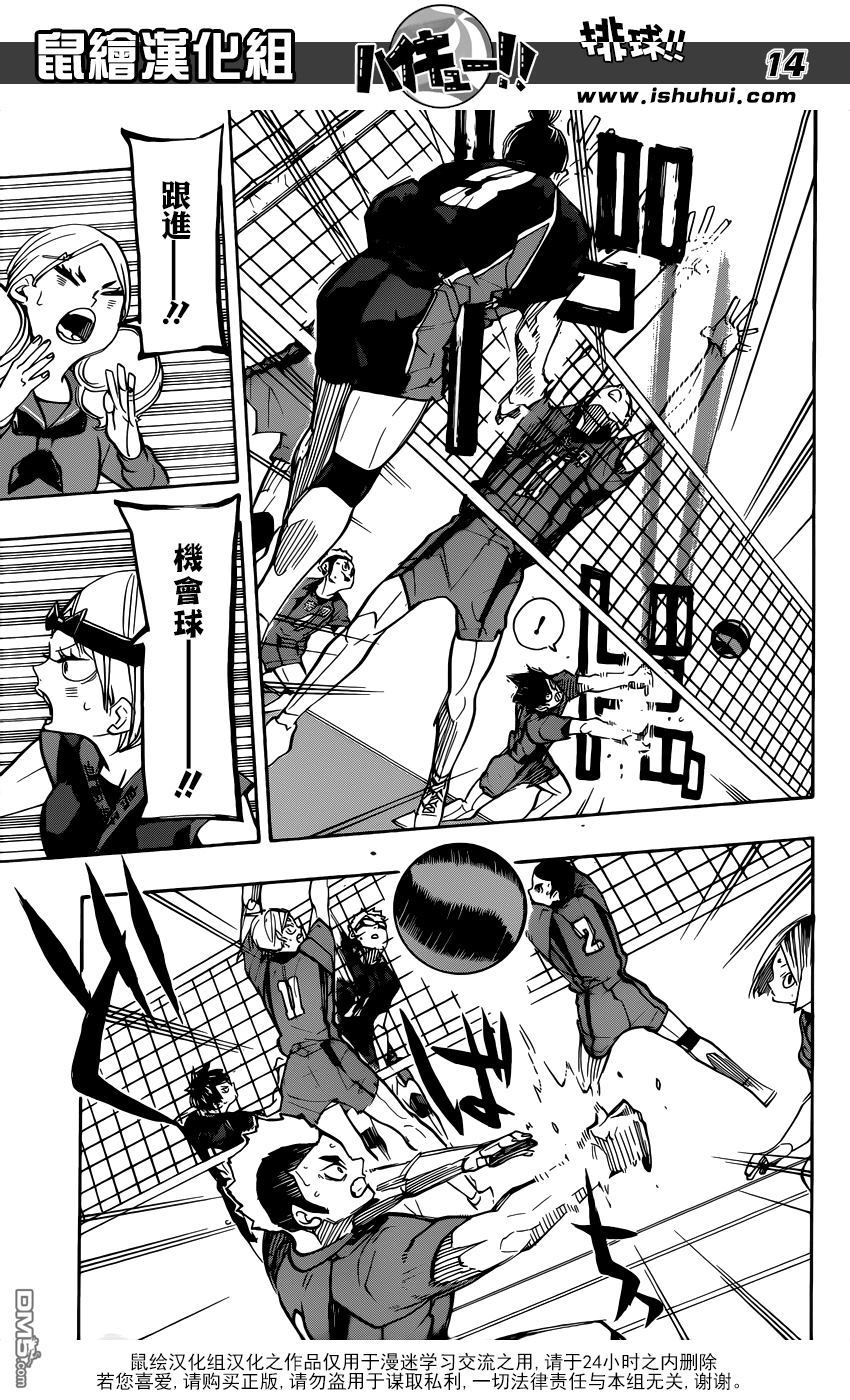 鼠繪漢化組
ハイキュー!!
排球!!
14
www.ishuhui.com
跟進——!!
機會球——!!
!
2
11
DM5.com
鼠绘汉化组汉化之作品仅用于漫迷学习交流之用, 请于24小时之内删除
若您喜爱, 请购买正版, 请勿盗用于谋取私利, 一切法律责任与本组无关, 谢谢。